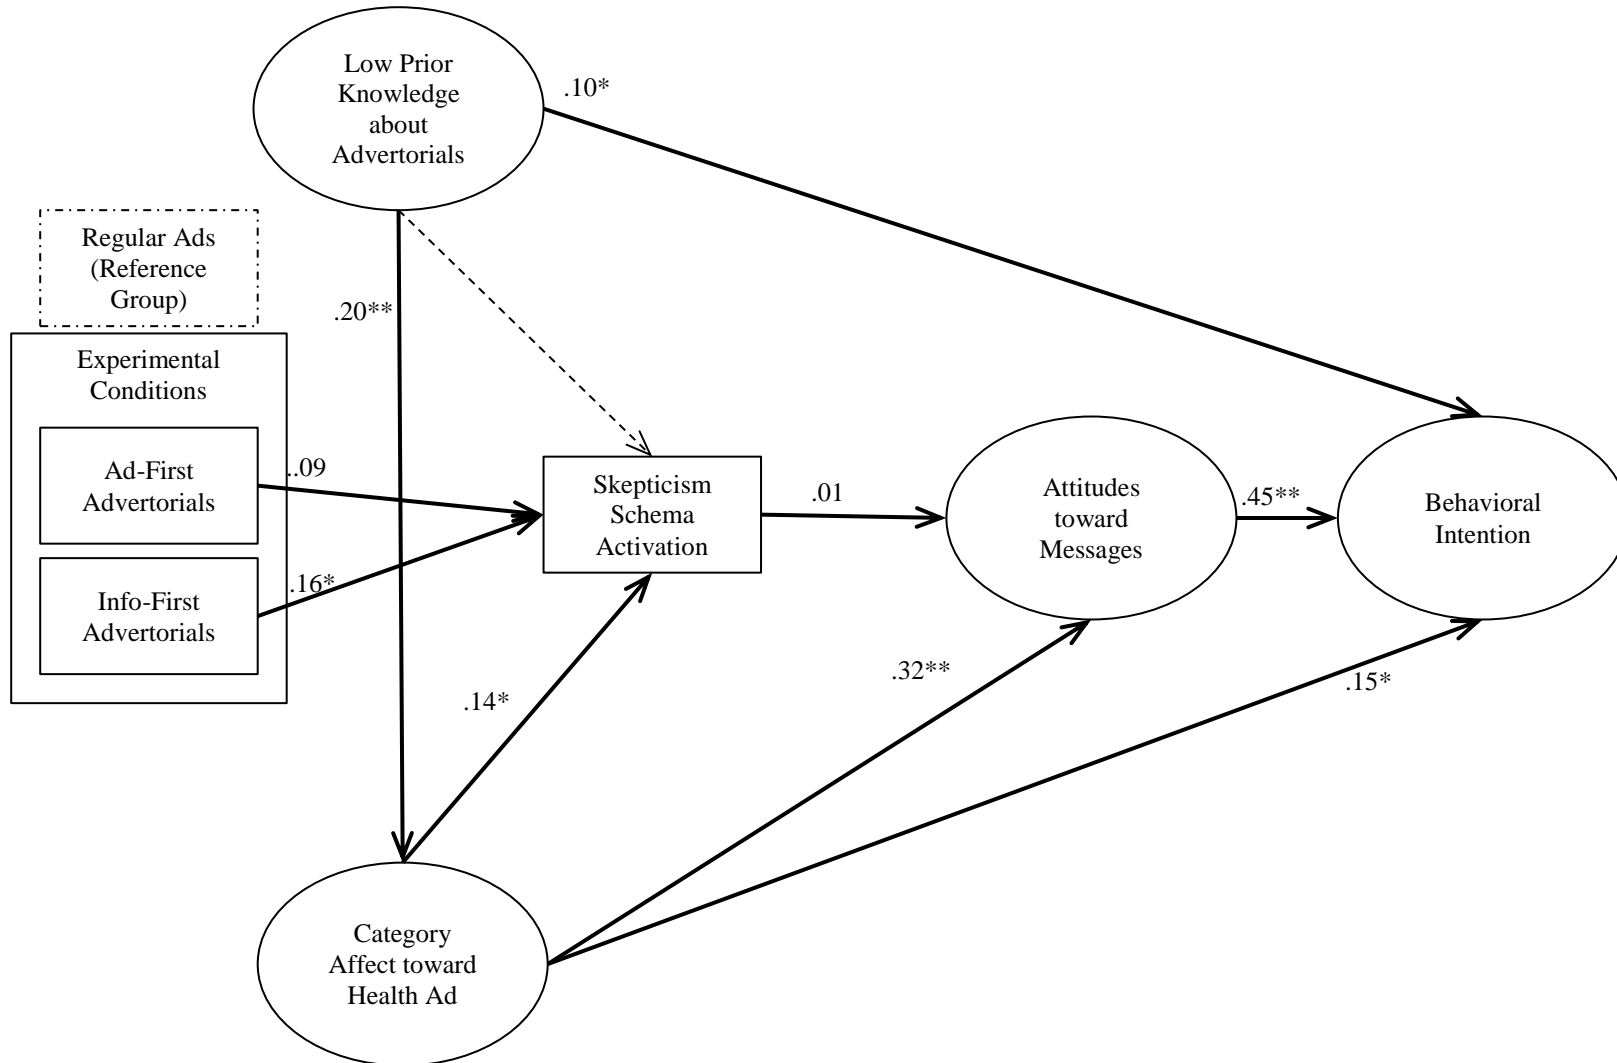 Low Prior
Knowledge
about
Advertorials
.10*
Regular Ads
(Reference
Group)
.20**
Experimental
Conditions
Ad-First
Advertorials
..09
Info-First
Advertorials
.16*
Skepticism
Schema
Activation
.01
Attitudes
toward
Messages
.45**
Behavioral
Intention
.14*
.32**
.15*
Category
Affect toward
Health Ad